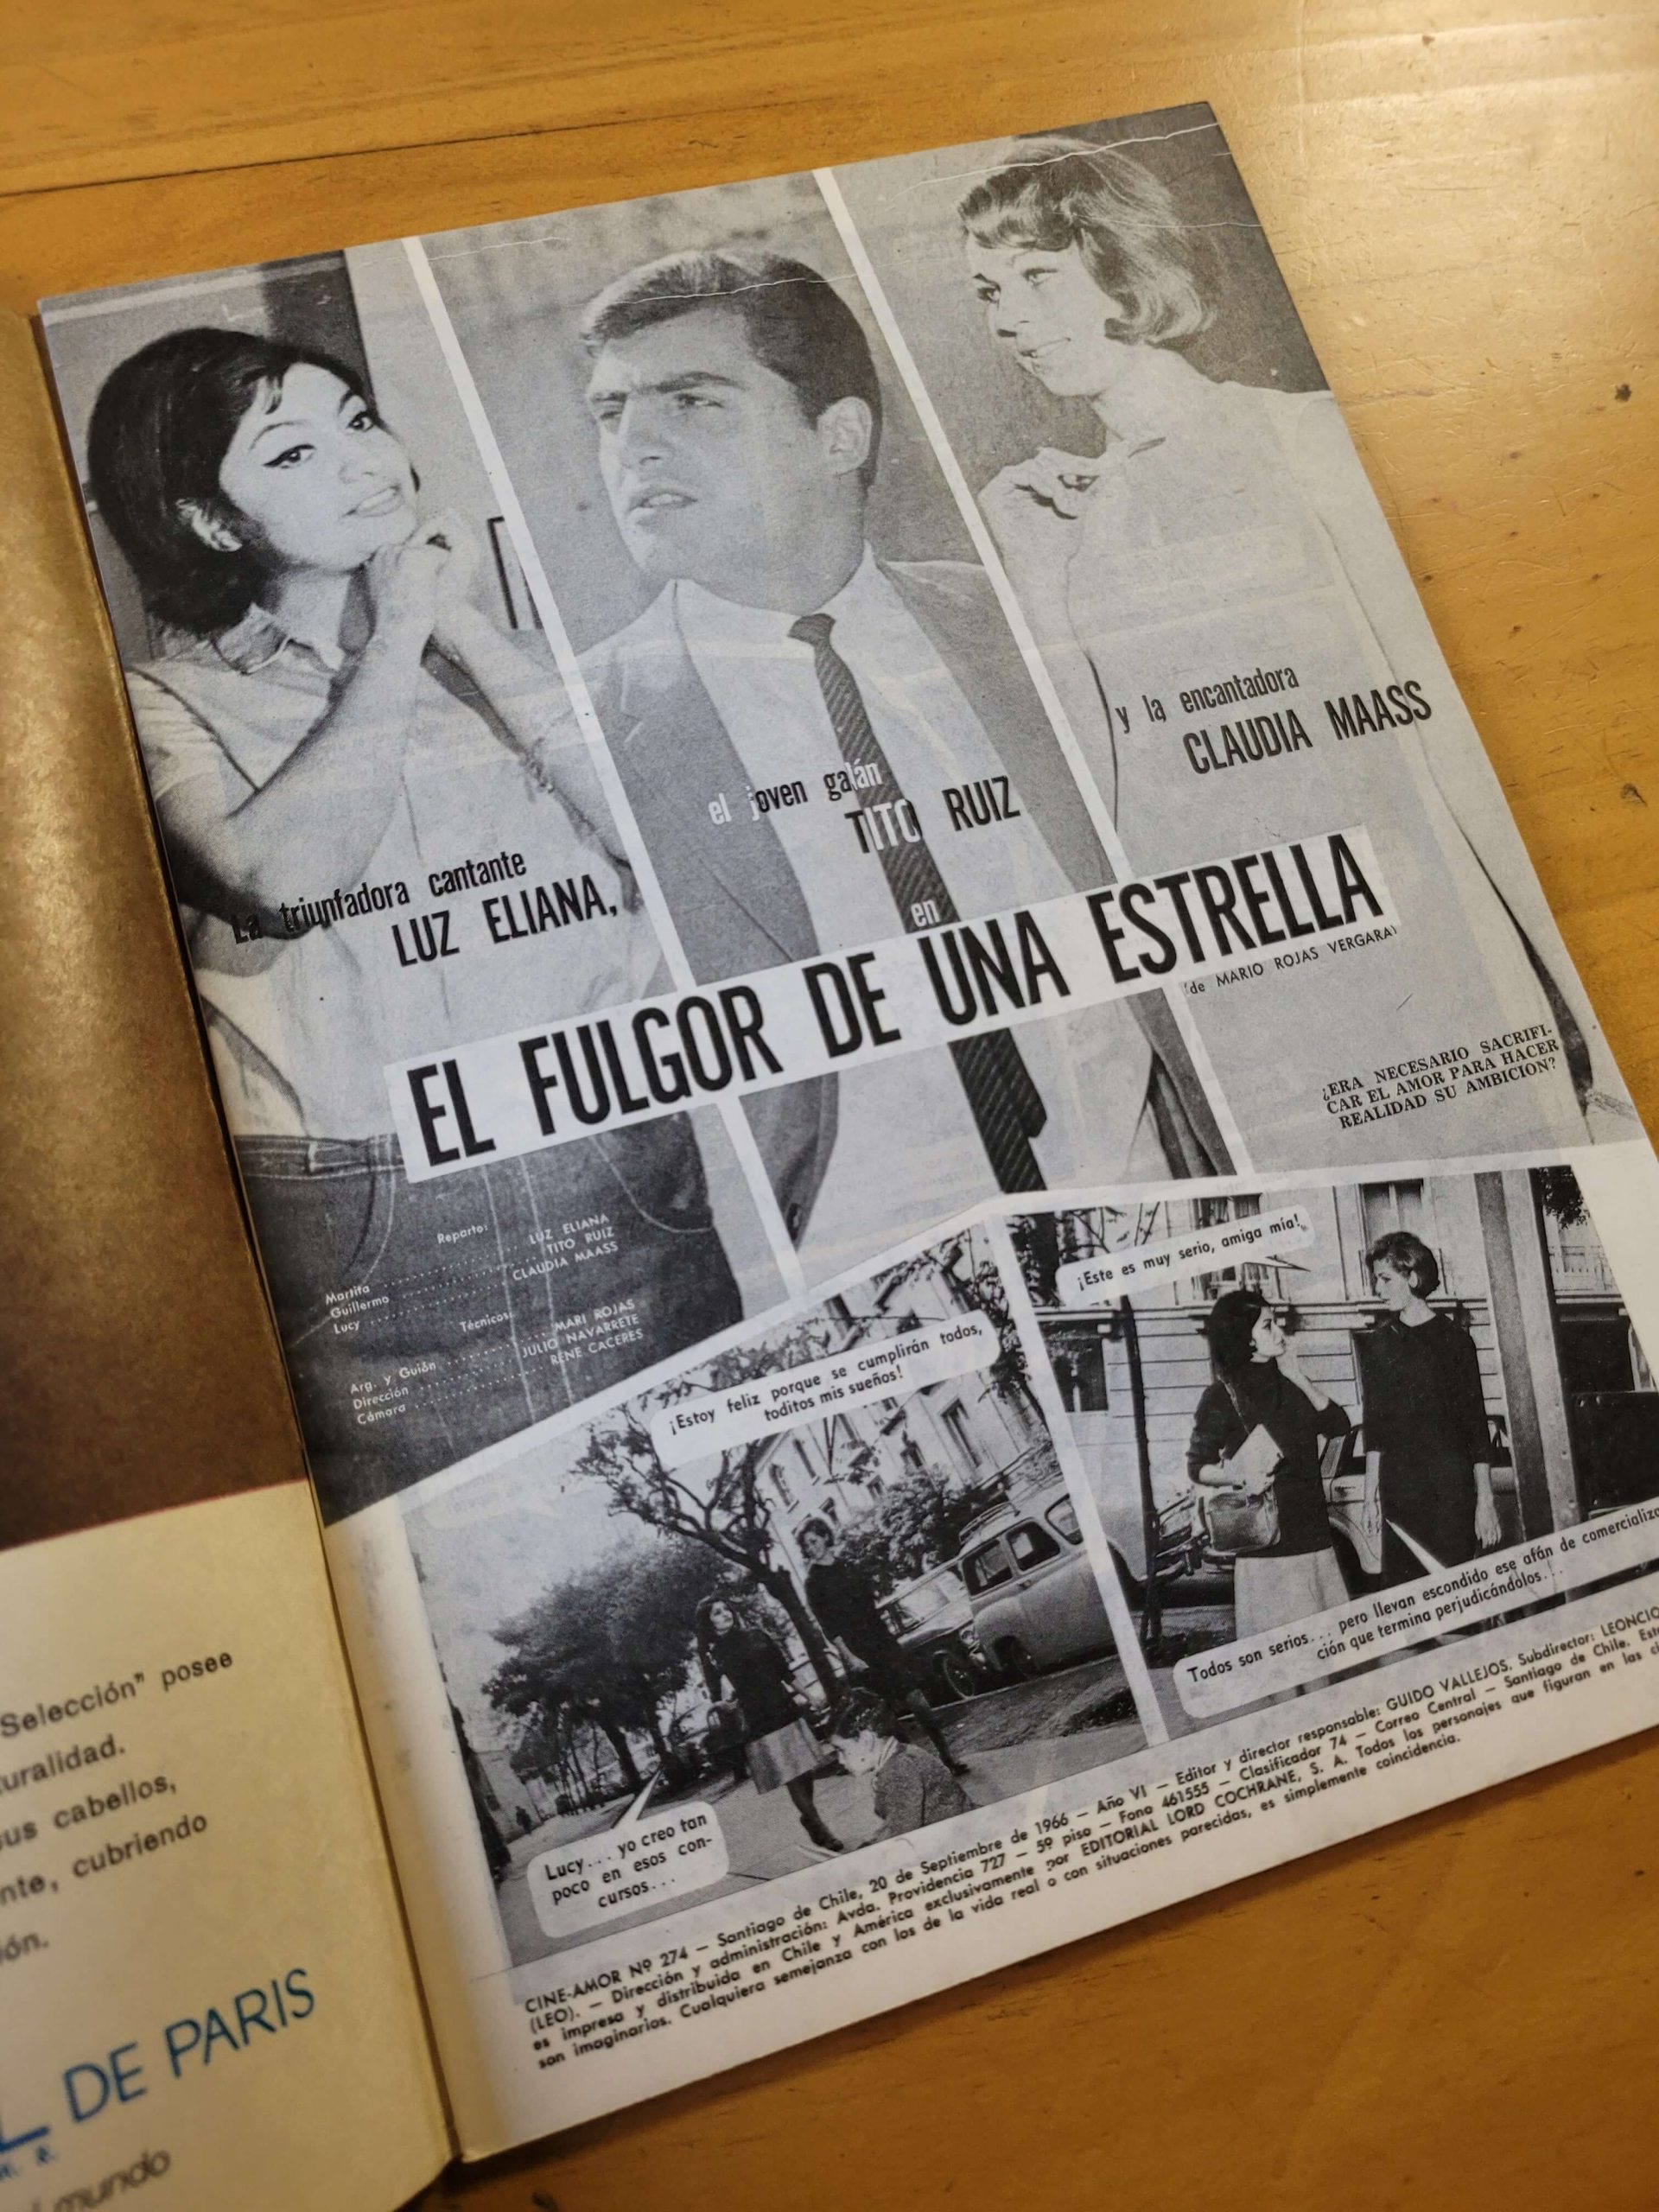 La triunfadora cantante
LUZ ELIANA,
el joven galán
TITO RUIZ
y la encantadora
CLAUDIA MAASS
en
EL FULGOR DE UNA ESTRELLA
(de MARIO ROJAS VERGARA)
¿ERA NECESARIO SACRIFI-
CAR EL AMOR PARA HACER
REALIDAD SU AMBICION?
Reparto:
Martita .................... LUZ ELIANA
Guillermo .................... TITO RUIZ
Lucy .................... CLAUDIA MAASS
Técnicos:
Arg. y Guión ............ MARI ROJAS
Dirección ............ JULIO NAVARRETE
Cámara ............ RENE CACERES
¡Estoy feliz porque se cumplirán todos,
toditos mis sueños!
Lucy... yo creo tan
poco en esos con-
cursos...
¡Este es muy serio, amiga mía!
Todos son serios... pero llevan escondido ese afán de comercializa
ción que termina perjudicándolos...
CINE-AMOR Nº 274 — Santiago de Chile, 20 de Septiembre de 1966 — Año VI — Editor y director responsable: GUIDO VALLEJOS. Subdirector: LEONCIO
(LEO). — Dirección y administración: Avda. Providencia 727 — 5º piso — Fono 461555 — Clasificador 74 — Correo Central — Santiago de Chile.
es impresa y distribuida en Chile y América exclusivamente por EDITORIAL LORD COCHRANE, S. A. Todos los personajes que figuran en las
son imaginarios. Cualquiera semejanza con los de la vida real o con situaciones parecidas, es simplemente coincidencia.
Selección" posee
turalidad.
sus cabellos,
nte, cubriendo
ión.
L DE PARIS
M. R.
mundo